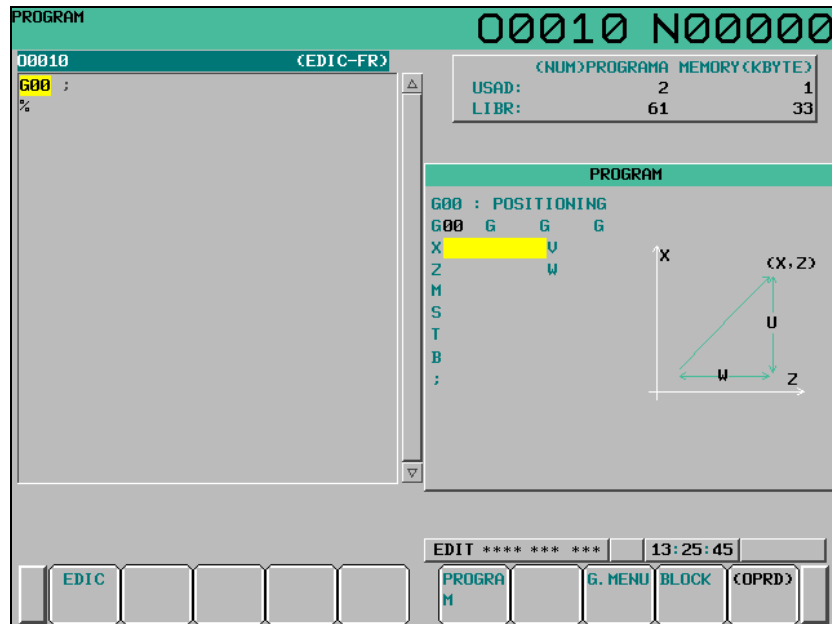 PROGRAM
O0010 N00000
O0010 (EDIC-FR)
G00 ;
%
(NUM)PROGRAMA MEMORY(KBYTE)
USAD: 2 1
LIBR: 61 33
PROGRAM
G00 : POSITIONING
G00 G G G
X V
Z W
M
S
T
B
;
X
(X,Z)
U
W
Z
EDIT **** *** *** 13:25:45
EDIC
PROGRA
M
G.MENU
BLOCK
(OPRD)